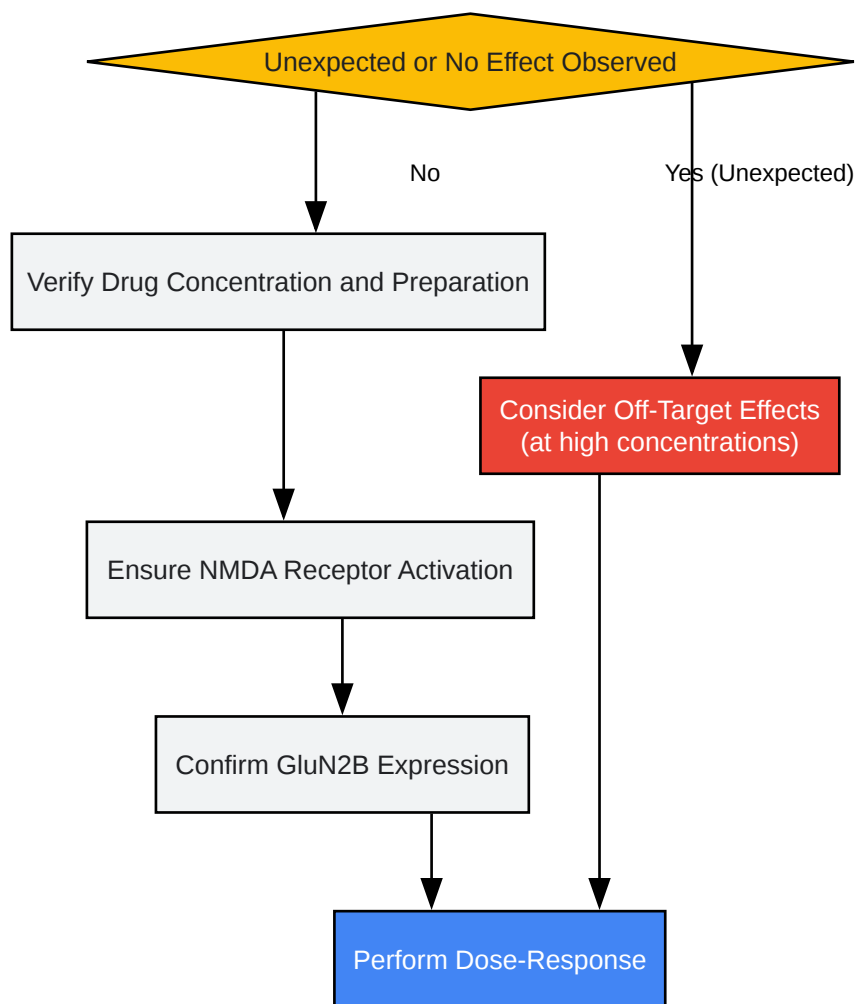 Unexpected or No Effect Observed
No
Yes (Unexpected)
Verify Drug Concentration and Preparation
Consider Off-Target Effects
(at high concentrations)
Ensure NMDA Receptor Activation
Confirm GluN2B Expression
Perform Dose-Response